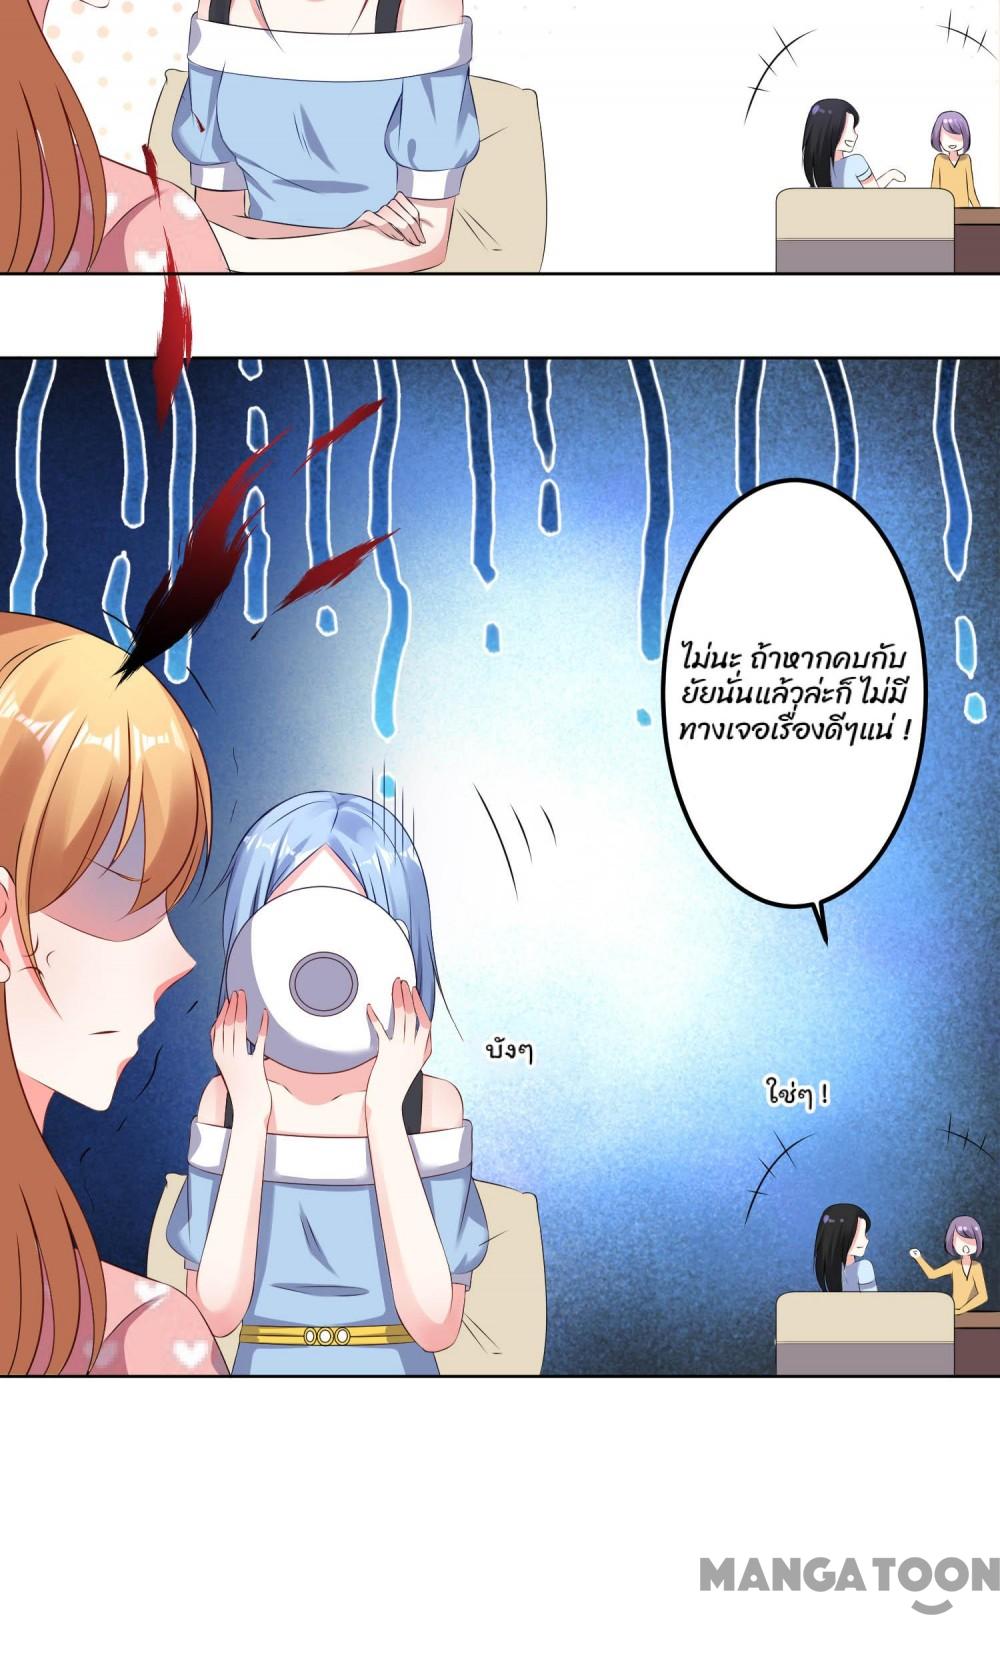 ไม่นะ ถ้าหากคบกับ
ยัยนั่นแล้วล่ะก็ ไม่มี
ทางเจอเรื่องดีๆแน่ !
บังๆ
ใช่ๆ !
MANGATOON